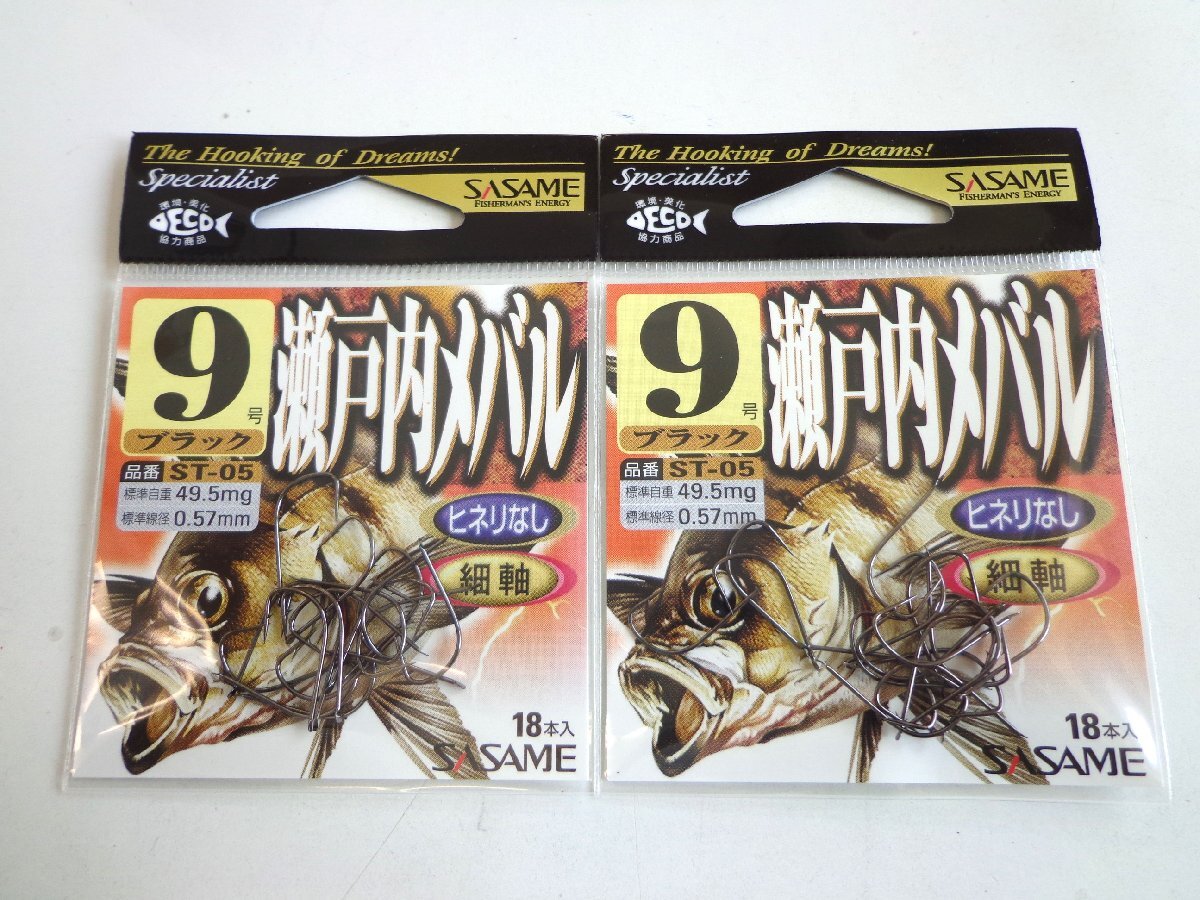 The Hooking of Dreams!
Specialist
SASAME
FISHERMAN'S ENERGY
環境・美化
ECO
協力商品
9号
瀬戸内メバル
ブラック
品番 ST-05
標準自重 49.5mg
標準線径 0.57mm
ヒネリなし
細軸
18本入
SASAME
The Hooking of Dreams!
Specialist
SASAME
FISHERMAN'S ENERGY
環境・美化
ECO
協力商品
9号
瀬戸内メバル
ブラック
品番 ST-05
標準自重 49.5mg
標準線径 0.57mm
ヒネリなし
細軸
18本入
SASAME